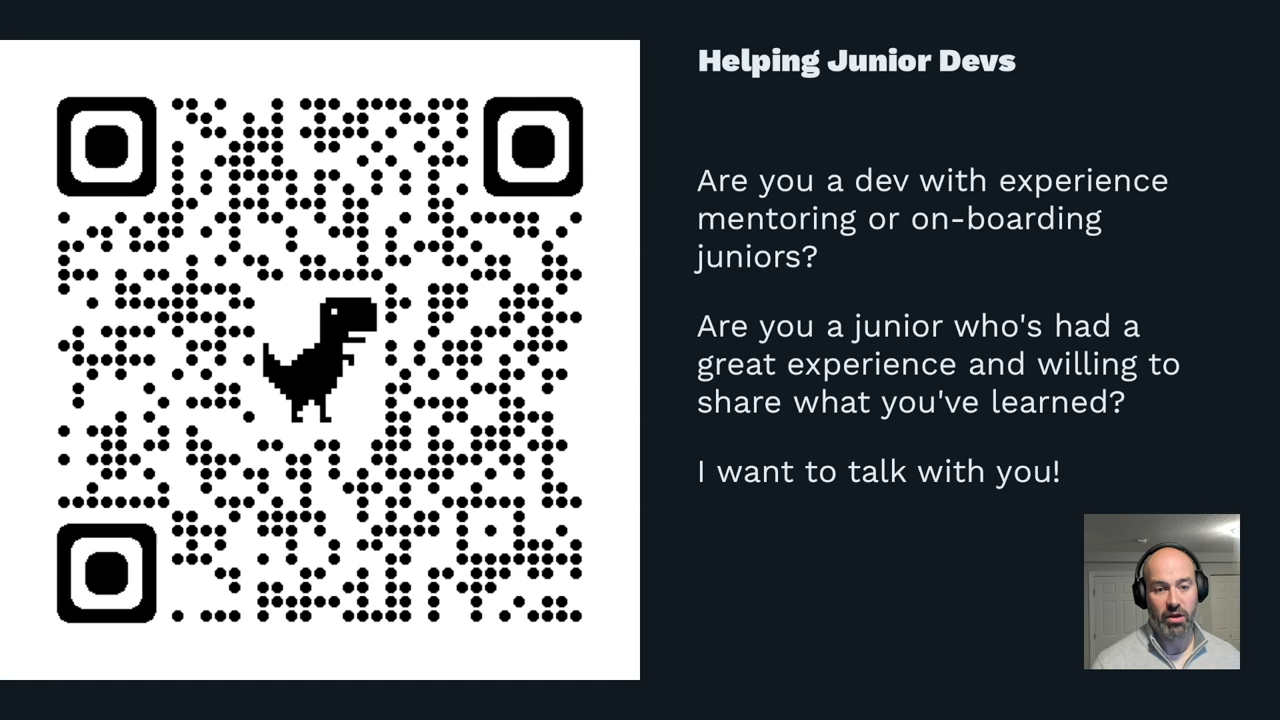 Helping Junior Devs
Are you a dev with experience
mentoring or on-boarding
juniors?
Are you a junior who's had a
great experience and willing to
share what you've learned?
I want to talk with you!